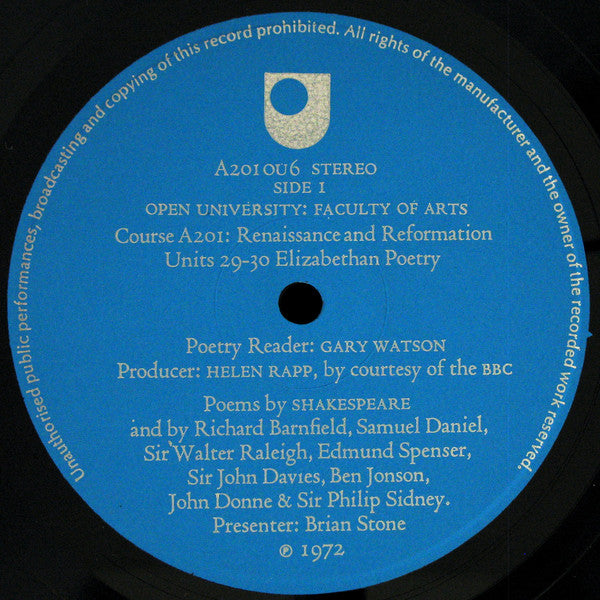 Unauthorised public performances, broadcasting and copying of this record prohibited. All rights of the manufacturer and the owner of the recorded work reserved.
A201OU6 STEREO
SIDE 1
OPEN UNIVERSITY: FACULTY OF ARTS
Course A201: Renaissance and Reformation
Units 29-30 Elizabethan Poetry
Poetry Reader: GARY WATSON
Producer: HELEN RAPP, by courtesy of the BBC
Poems by SHAKESPEARE
and by Richard Barnfield, Samuel Daniel,
Sir Walter Raleigh, Edmund Spenser,
Sir John Davies, Ben Jonson,
John Donne & Sir Philip Sidney.
Presenter: Brian Stone
℗ 1972